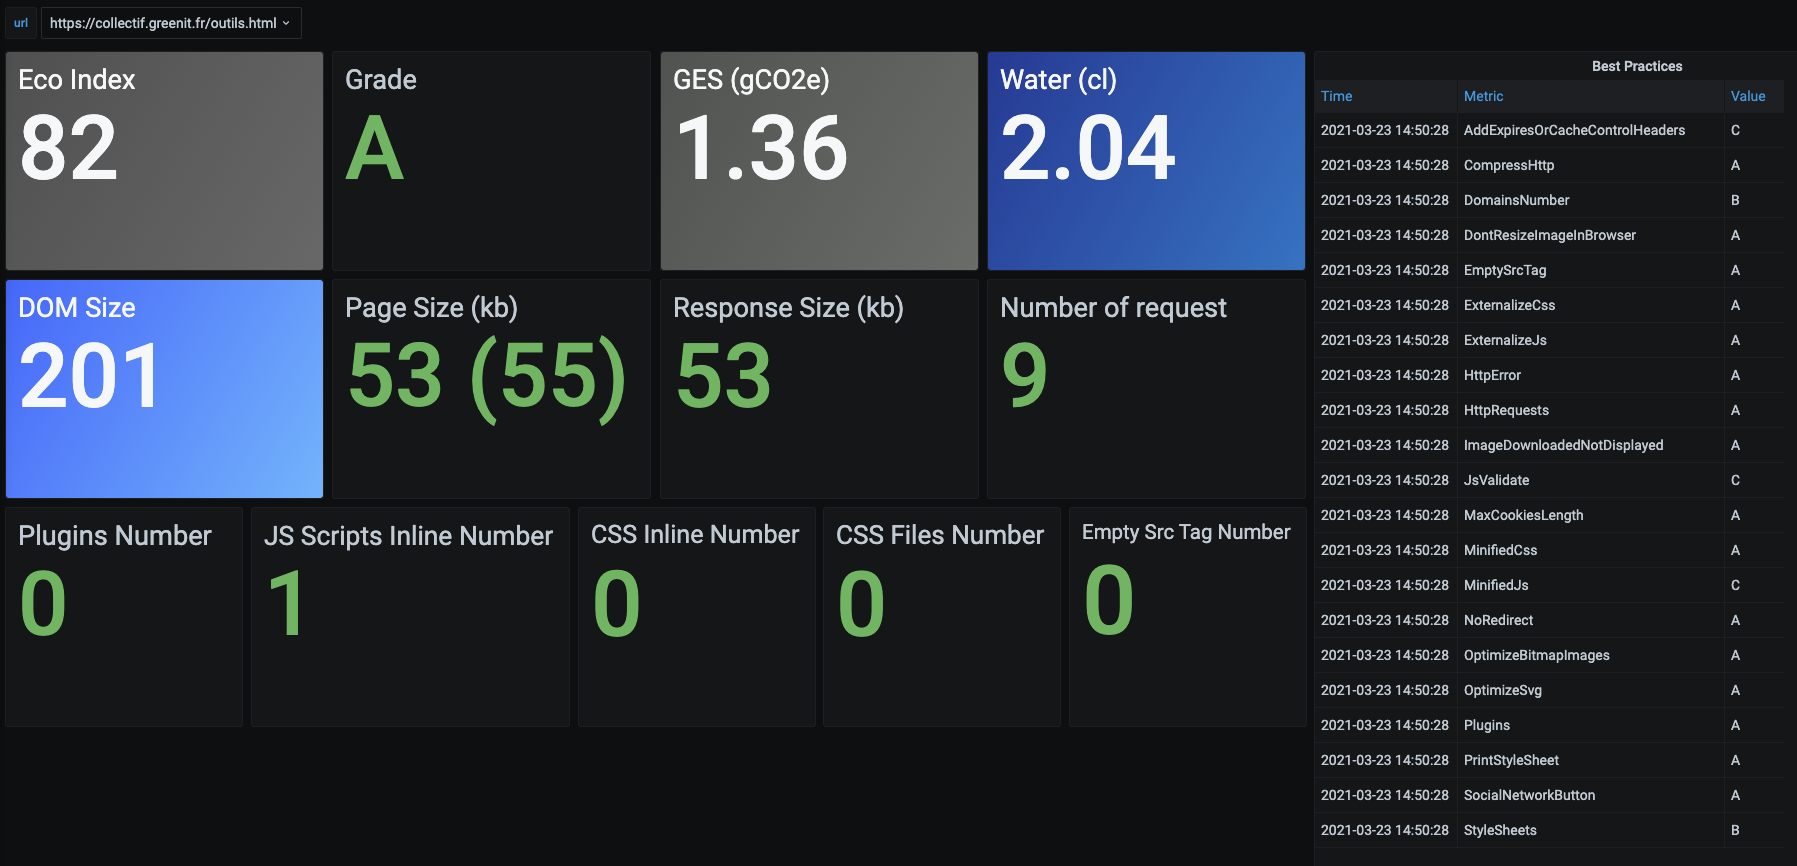 url https://collectif.greenit.fr/outils.html
Eco Index
82
Grade
A
GES (gCO2e)
1.36
Water (cl)
2.04
DOM Size
201
Page Size (kb)
53 (55)
Response Size (kb)
53
Number of request
9
Plugins Number
0
JS Scripts Inline Number
1
CSS Inline Number
0
CSS Files Number
0
Empty Src Tag Number
0
Best Practices
Time Metric Value
2021-03-23 14:50:28 AddExpiresOrCacheControlHeaders C
2021-03-23 14:50:28 CompressHttp A
2021-03-23 14:50:28 DomainsNumber B
2021-03-23 14:50:28 DontResizeImageInBrowser A
2021-03-23 14:50:28 EmptySrcTag A
2021-03-23 14:50:28 ExternalizeCss A
2021-03-23 14:50:28 ExternalizeJs A
2021-03-23 14:50:28 HttpError A
2021-03-23 14:50:28 HttpRequests A
2021-03-23 14:50:28 ImageDownloadedNotDisplayed A
2021-03-23 14:50:28 JsValidate C
2021-03-23 14:50:28 MaxCookiesLength A
2021-03-23 14:50:28 MinifiedCss A
2021-03-23 14:50:28 MinifiedJs C
2021-03-23 14:50:28 NoRedirect A
2021-03-23 14:50:28 OptimizeBitmapImages A
2021-03-23 14:50:28 OptimizeSvg A
2021-03-23 14:50:28 Plugins A
2021-03-23 14:50:28 PrintStyleSheet A
2021-03-23 14:50:28 SocialNetworkButton A
2021-03-23 14:50:28 StyleSheets B